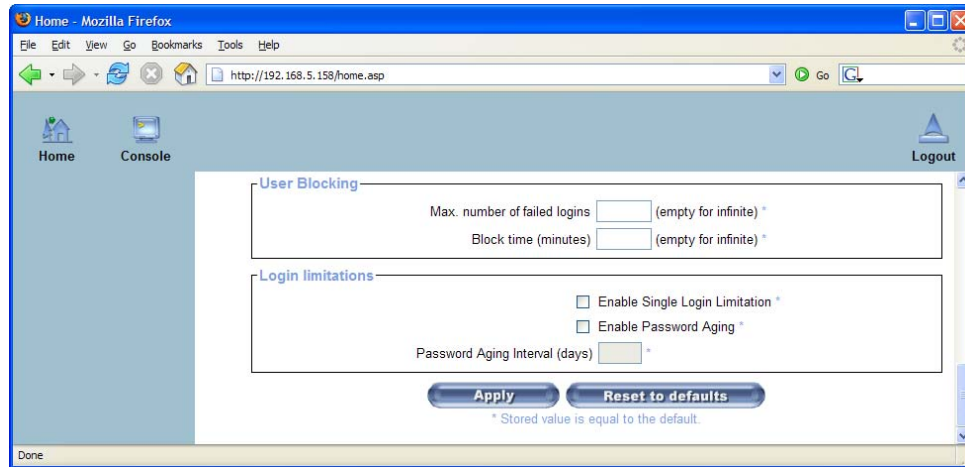 Home - Mozilla Firefox
File Edit View Go Bookmarks Tools Help
http://192.168.5.158/home.asp Go G
Home Console Logout
User Blocking
Max. number of failed logins (empty for infinite) *
Block time (minutes) (empty for infinite) *
Login limitations
Enable Single Login Limitation *
Enable Password Aging *
Password Aging Interval (days) *
Apply Reset to defaults
* Stored value is equal to the default.
Done